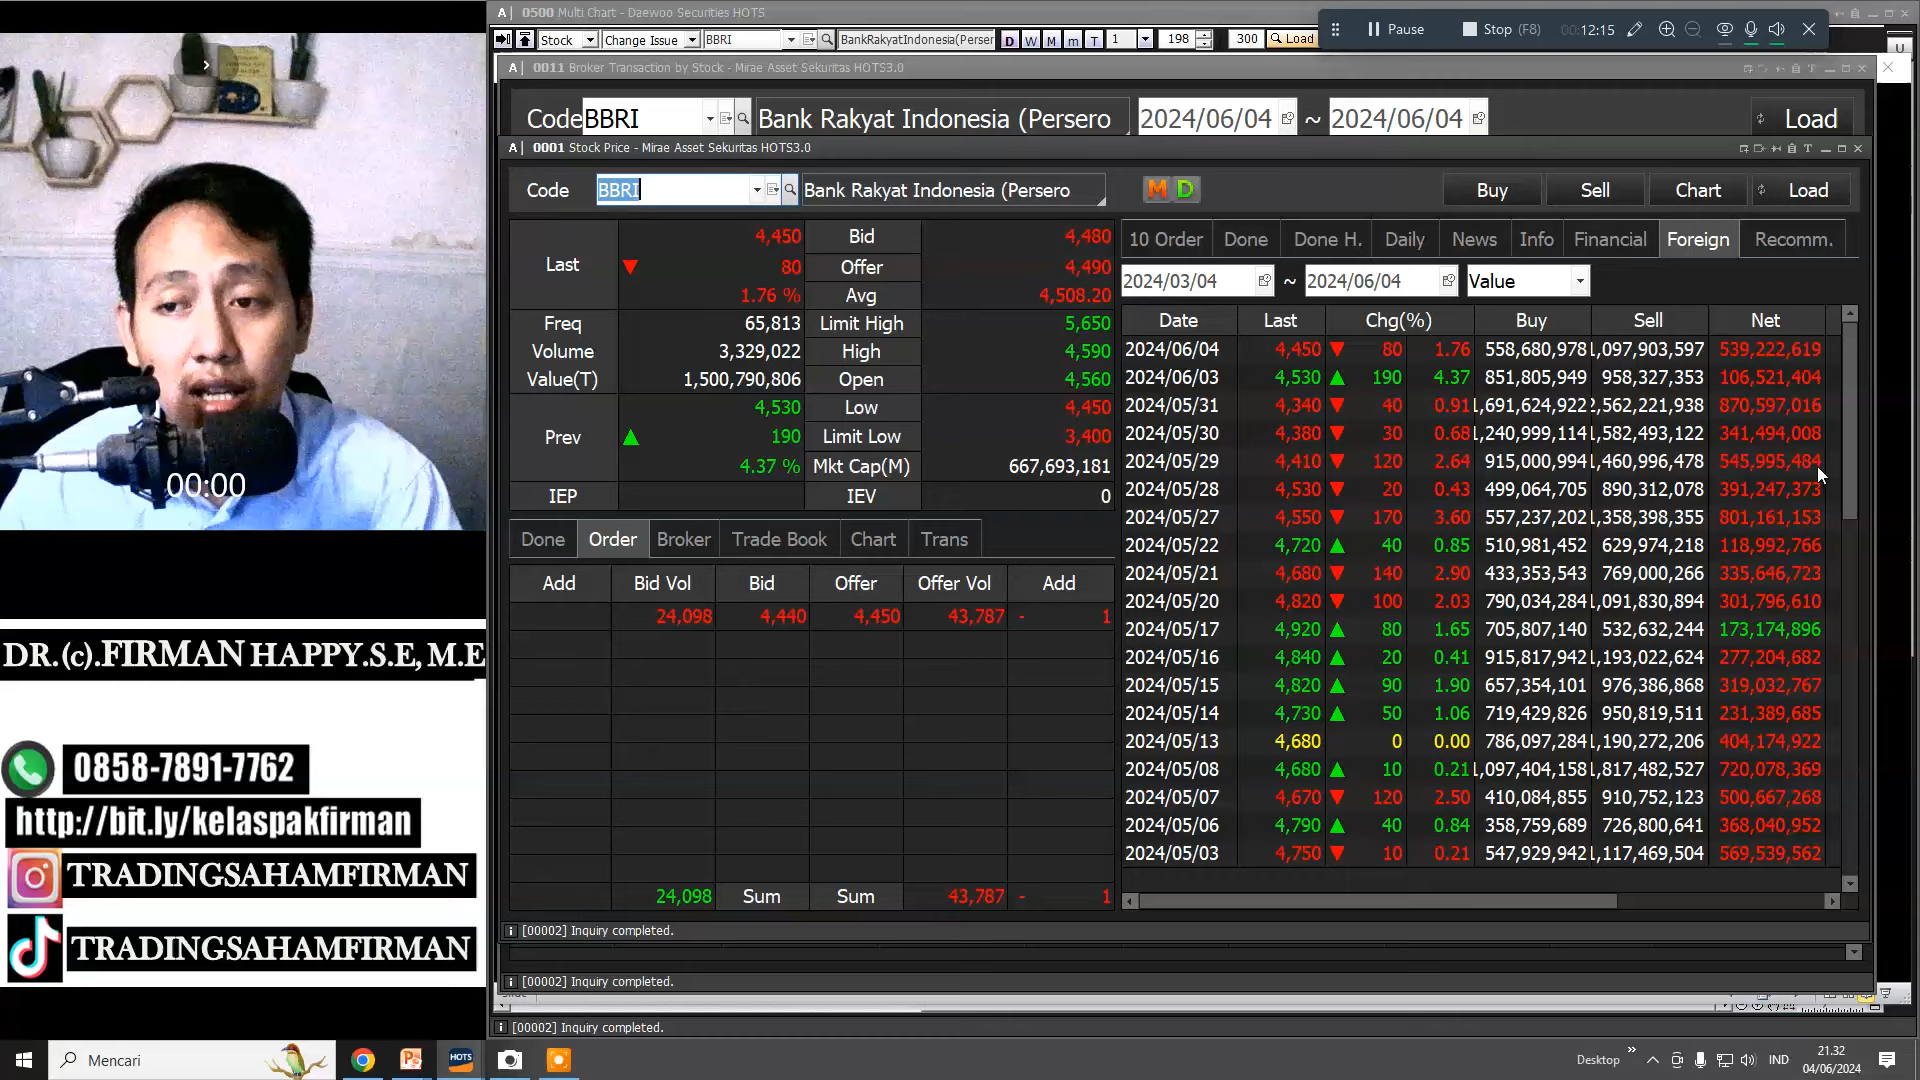 0500 Multi Chart - Daewoo Securities HOTS
Stock Change Issue BBRI BankRakyatIndonesia(Perser D W M m T 1 198 300 Load
Pause Stop (F8) 00:12:15
0011 Broker Transaction by Stock - Mirae Asset Sekuritas HOTS3.0
Code BBRI Bank Rakyat Indonesia (Persero 2024/06/04 ~ 2024/06/04 Load
0001 Stock Price - Mirae Asset Sekuritas HOTS3.0
Code BBRI Bank Rakyat Indonesia (Persero M D Buy Sell Chart Load
Last 4,450 Bid 4,480
▼ 80 Offer 4,490
1.76 % Avg 4,508.20
Freq 65,813 Limit High 5,650
Volume 3,329,022 High 4,590
Value(T) 1,500,790,806 Open 4,560
4,530 Low 4,450
Prev ▲ 190 Limit Low 3,400
4.37 % Mkt Cap(M) 667,693,181
IEP IEV 0
Done Order Broker Trade Book Chart Trans
Add Bid Vol Bid Offer Offer Vol Add
24,098 4,440 4,450 43,787 - 1
24,098 Sum Sum 43,787 - 1
10 Order Done Done H. Daily News Info Financial Foreign Recomm.
2024/03/04 ~ 2024/06/04 Value
Date Last Chg(%) Buy Sell Net
2024/06/04 4,450 ▼ 80 1.76 558,680,978 1,097,903,597 539,222,619
2024/06/03 4,530 ▲ 190 4.37 851,805,949 958,327,353 106,521,404
2024/05/31 4,340 ▼ 40 0.91 1,691,624,922 2,562,221,938 870,597,016
2024/05/30 4,380 ▼ 30 0.68 1,240,999,114 1,582,493,122 341,494,008
2024/05/29 4,410 ▼ 120 2.64 915,000,994 1,460,996,478 545,995,484
2024/05/28 4,530 ▼ 20 0.43 499,064,705 890,312,078 391,247,373
2024/05/27 4,550 ▼ 170 3.60 557,237,202 1,358,398,355 801,161,153
2024/05/22 4,720 ▲ 40 0.85 510,981,452 629,974,218 118,992,766
2024/05/21 4,680 ▼ 140 2.90 433,353,543 769,000,266 335,646,723
2024/05/20 4,820 ▼ 100 2.03 790,034,284 1,091,830,894 301,796,610
2024/05/17 4,920 ▲ 80 1.65 705,807,140 532,632,244 173,174,896
2024/05/16 4,840 ▲ 20 0.41 915,817,942 1,193,022,624 277,204,682
2024/05/15 4,820 ▲ 90 1.90 657,354,101 976,386,868 319,032,767
2024/05/14 4,730 ▲ 50 1.06 719,429,826 950,819,511 231,389,685
2024/05/13 4,680 0 0.00 786,097,284 1,190,272,206 404,174,922
2024/05/08 4,680 ▲ 10 0.21 1,097,404,158 1,817,482,527 720,078,369
2024/05/07 4,670 ▼ 120 2.50 410,084,855 910,752,123 500,667,268
2024/05/06 4,790 ▲ 40 0.84 358,759,689 726,800,641 368,040,952
2024/05/03 4,750 ▼ 10 0.21 547,929,942 1,117,469,504 569,539,562
[00002] Inquiry completed.
[00002] Inquiry completed.
[00002] Inquiry completed.
00:00
DR.(c).FIRMAN HAPPY.S.E, M.E
0858-7891-7762
http://bit.ly/kelaspakfirman
TRADINGSAHAMFIRMAN
TRADINGSAHAMFIRMAN
Mencari
HOTS
Desktop
IND
21.32
04/06/2024